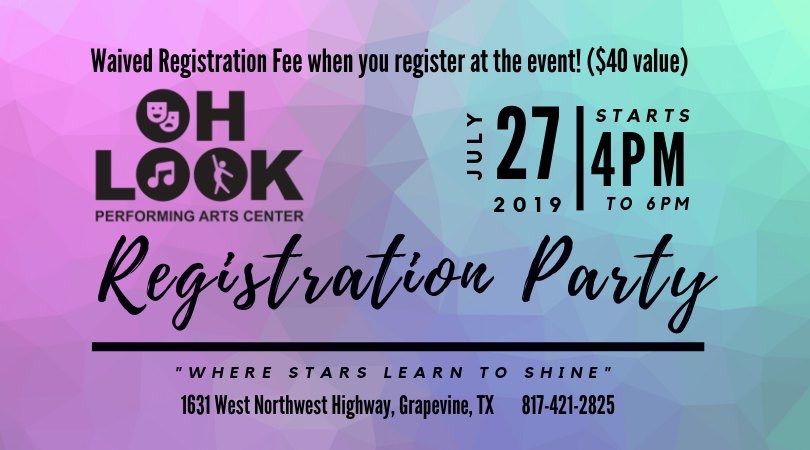 Waived Registration Fee when you register at the event! ($40 value)
OH
LOOK
PERFORMING ARTS CENTER
JULY
27
2019
STARTS
4PM
TO 6PM
Registration Party
"WHERE STARS LEARN TO SHINE"
1631 West Northwest Highway, Grapevine, TX 817-421-2825